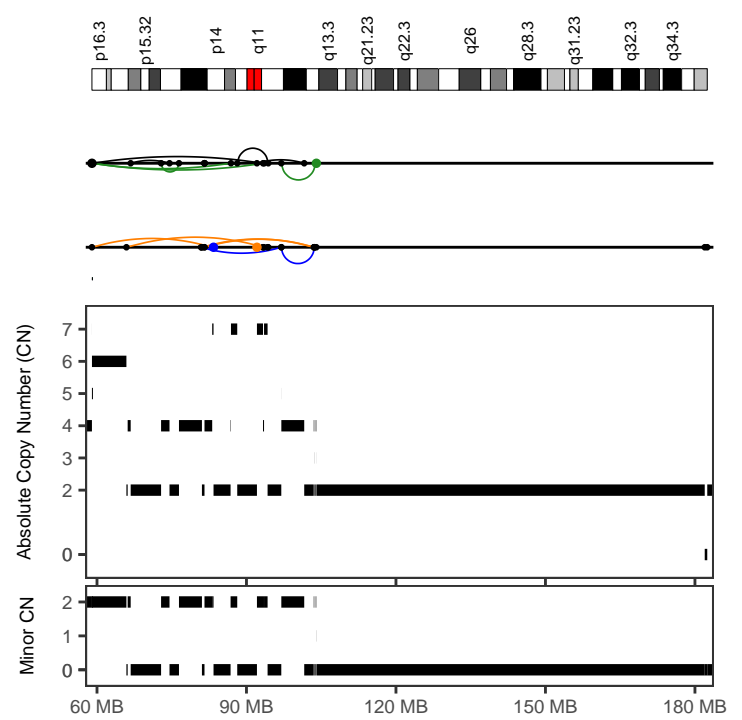 p16.3 p15.32 p14 q11 q13.3 q21.23 q22.3 q26 q28.3 q31.23 q32.3 q34.3
Absolute Copy Number (CN)
7
6
5
4
3
2
0
Minor CN
2
1
0
60 MB 90 MB 120 MB 150 MB 180 MB